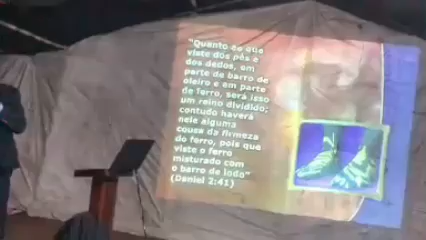 "Quanto ao que
viste dos pés e
dos dedos, em
parte de barro de
oleiro e em parte
de ferro, será isso
um reino dividido;
contudo haverá
nele alguma
coisa da firmeza
do ferro, pois que
viste o ferro
misturado com
o barro de lodo"
(Daniel 2:41)